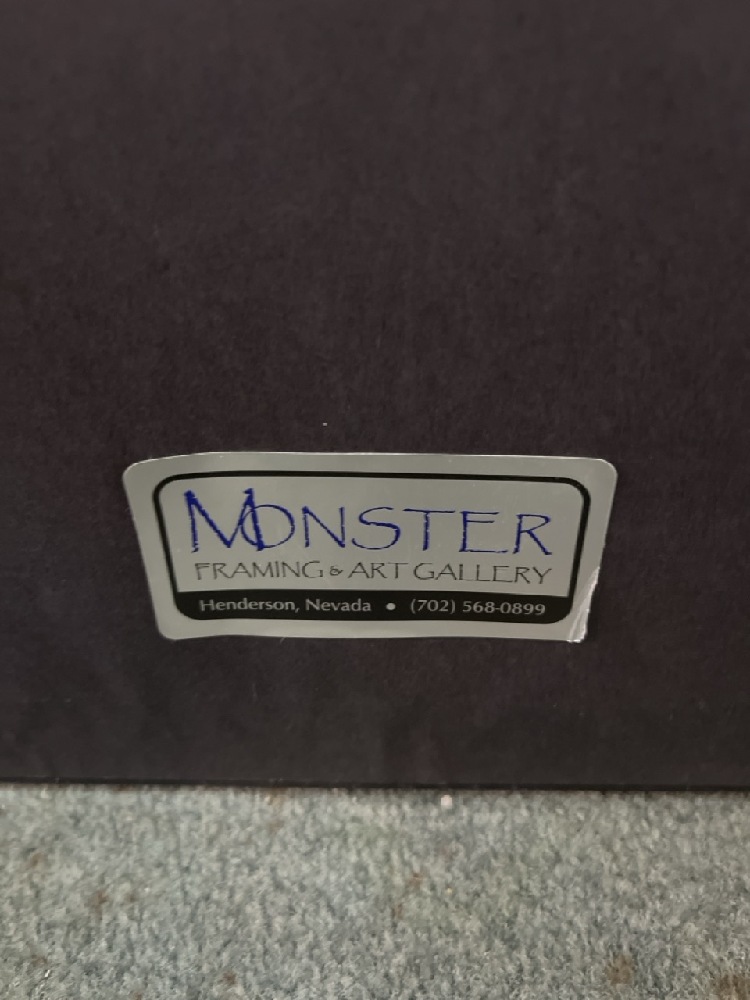 MONSTER
FRAMING & ART GALLERY
Henderson, Nevada • (702) 568-0899